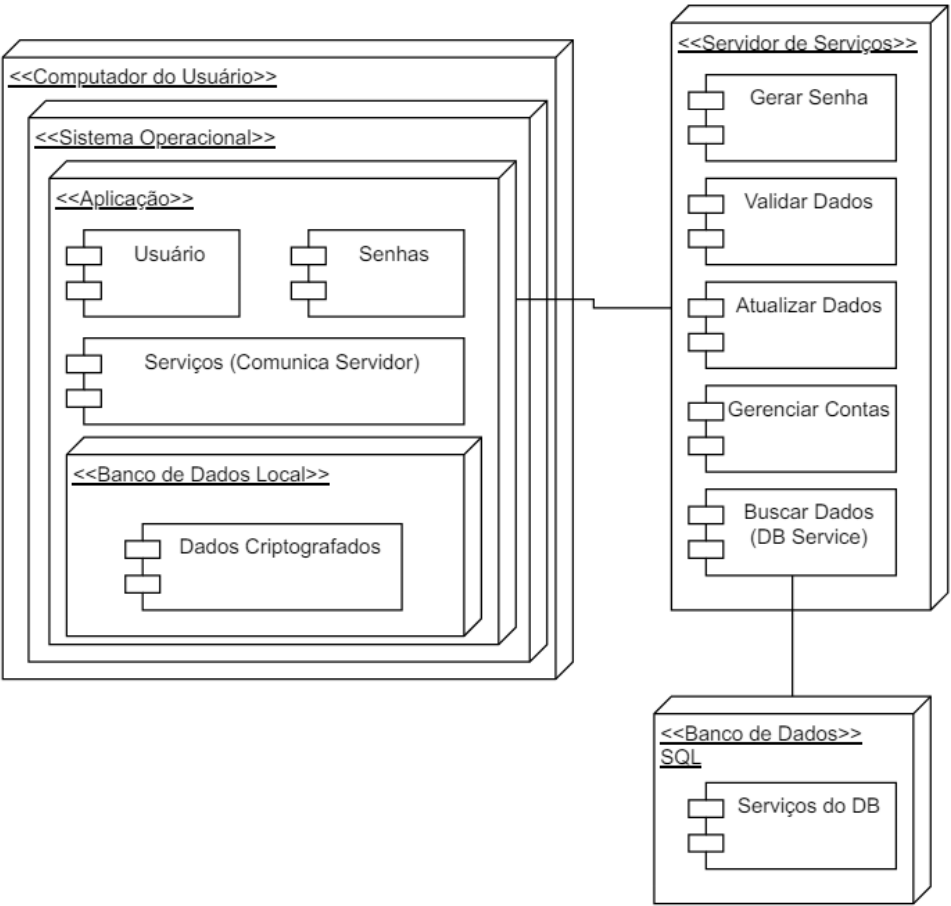 <<Computador do Usuário>>
<<Sistema Operacional>>
<<Aplicação>>
Usuário
Senhas
Serviços (Comunica Servidor)
<<Banco de Dados Local>>
Dados Criptografados
<<Servidor de Serviços>>
Gerar Senha
Validar Dados
Atualizar Dados
Gerenciar Contas
Buscar Dados
(DB Service)
<<Banco de Dados>>
SQL
Serviços do DB